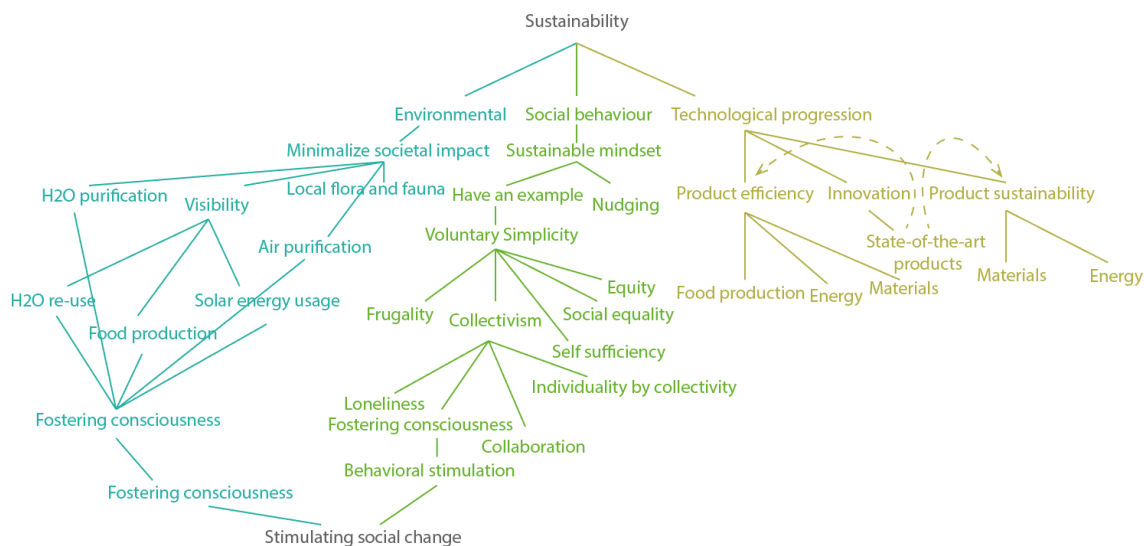 Sustainability
Environmental
Social behaviour
Technological progression
Minimalize societal impact
Sustainable mindset
H2O purification
Visibility
Local flora and fauna
Have an example
Nudging
Product efficiency
Innovation
Product sustainability
Air purification
Voluntary Simplicity
State-of-the-art
products
Materials
Energy
H2O re-use
Solar energy usage
Food production
Frugality
Collectivism
Equity
Social equality
Self sufficiency
Food production
Energy
Materials
Individuality by collectivity
Loneliness
Fostering consciousness
Collaboration
Fostering consciousness
Behavioral stimulation
Fostering consciousness
Stimulating social change